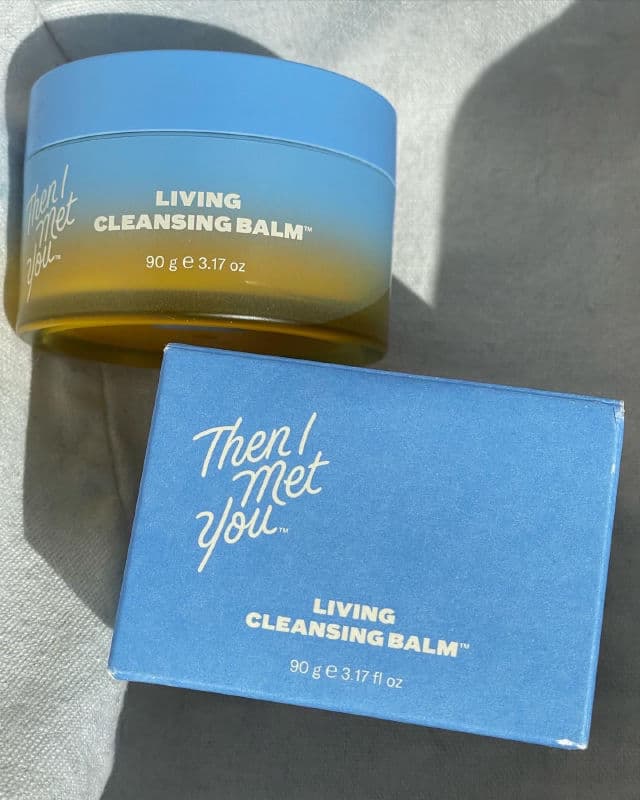 Then I
Met
You™
LIVING
CLEANSING BALM™
90 g e 3.17 oz
Then I
Met
You™
LIVING
CLEANSING BALM™
90 g e 3.17 fl oz